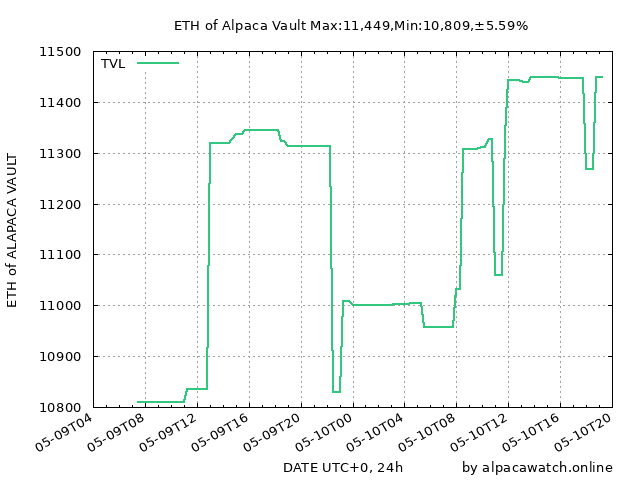 ETH of Alpaca Vault Max:11,449,Min:10,809,±5.59%
TVL
11500
11400
11300
11200
11100
11000
10900
10800
ETH of ALAPACA VAULT
05-09T04
05-09T08
05-09T12
05-09T16
05-09T20
05-10T00
05-10T04
05-10T08
05-10T12
05-10T16
05-10T20
DATE UTC+0, 24h
by alpacawatch.online